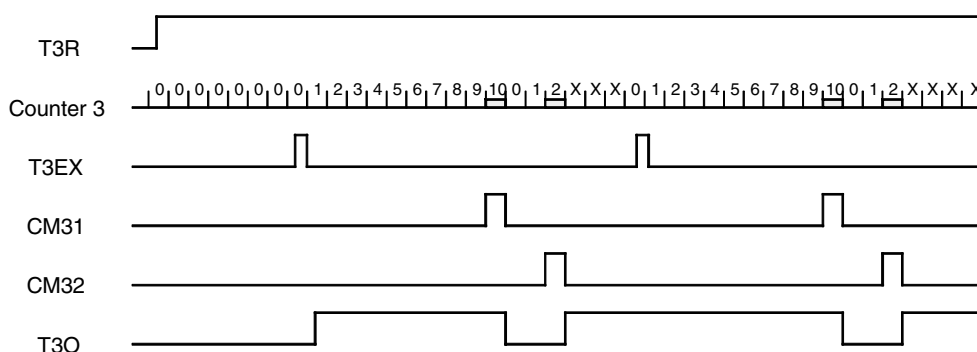 T3R
0 0 0 0 0 0 0 0 1 2 3 4 5 6 7 8 9 10 0 1 2 X X X 0 1 2 3 4 5 6 7 8 9 10 0 1 2 X X X X
Counter 3
T3EX
CM31
CM32
T3O